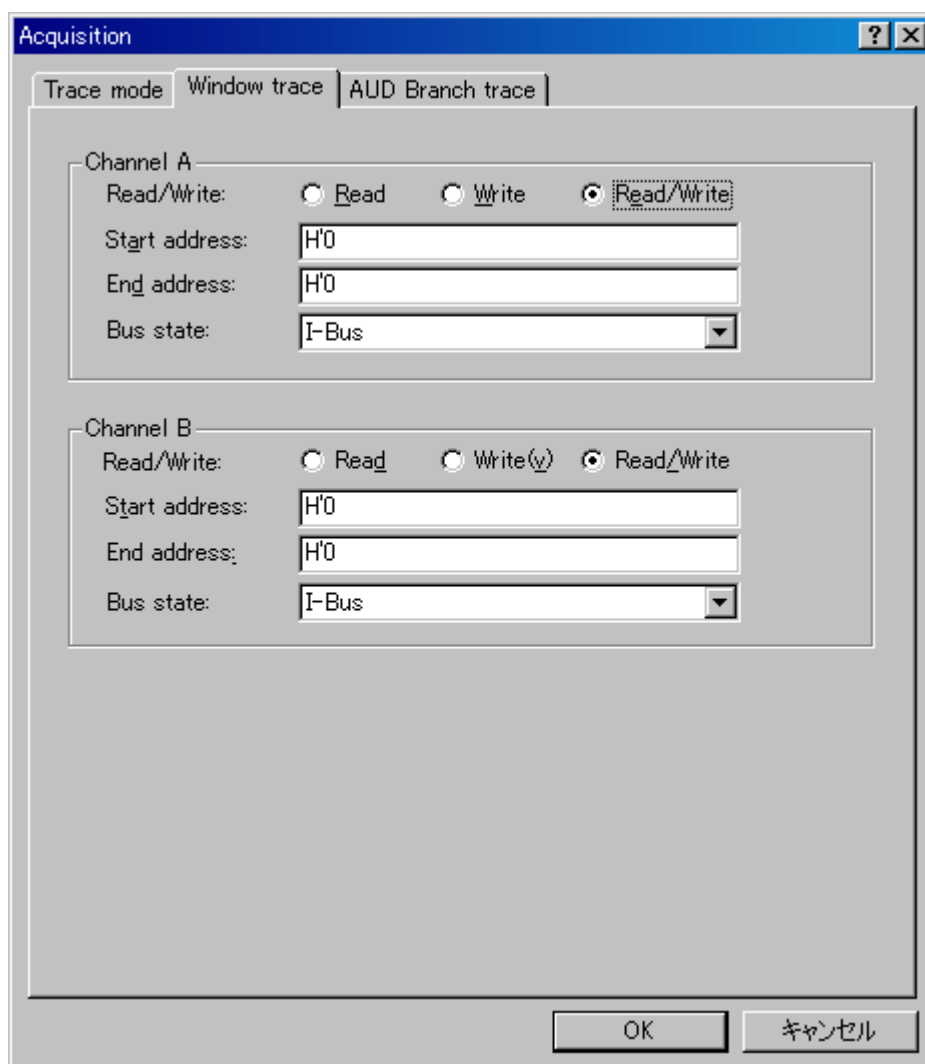 Acquisition
Trace mode Window trace AUD Branch trace
Channel A
Read/Write: Read Write Read/Write
Start address: H'0
End address: H'0
Bus state: I-Bus
Channel B
Read/Write: Read Write(v) Read/Write
Start address: H'0
End address: H'0
Bus state: I-Bus
OK キャンセル